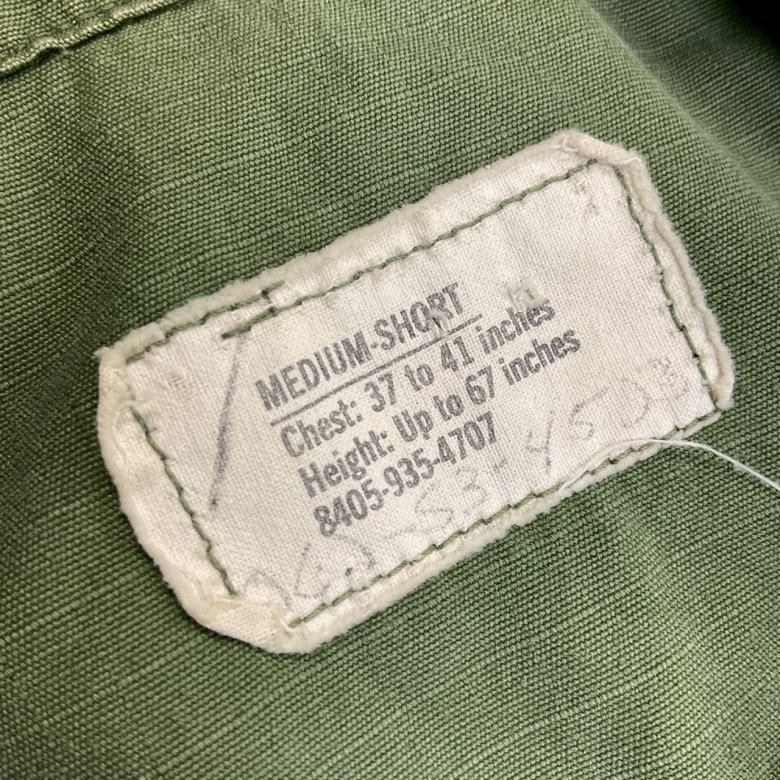 MEDIUM-SHORT
Chest: 37 to 41 inches
Height: Up to 67 inches
8405-935-4707